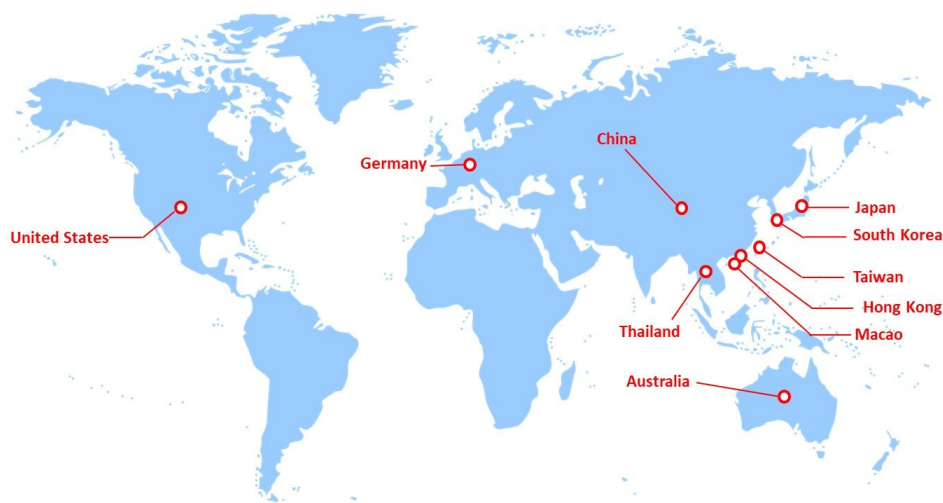 China
Germany
Japan
United States
South Korea
Taiwan
Hong Kong
Thailand
Macao
Australia